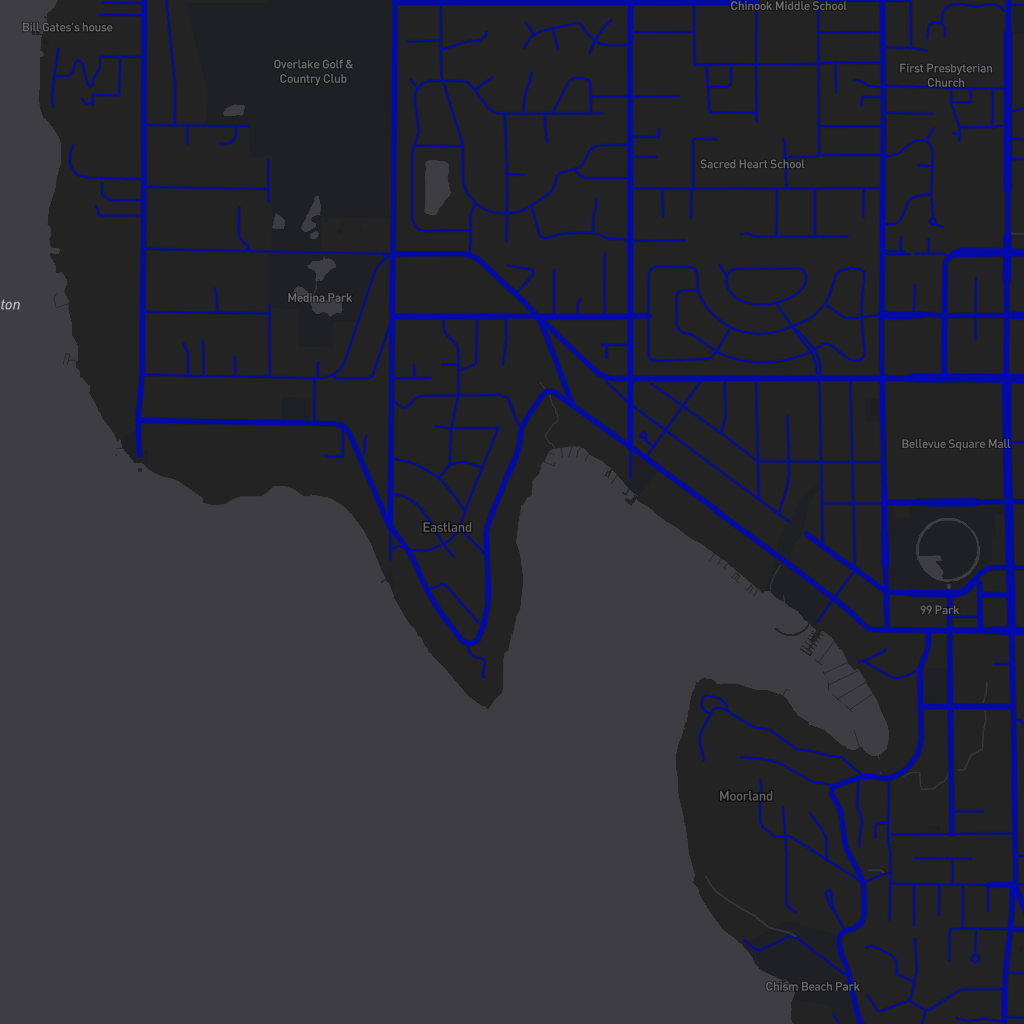 Chinook Middle School
Bill Gates's house
Overlake Golf &
Country Club
First Presbyterian
Church
Sacred Heart School
Medina Park
ton
Bellevue Square Mall
Eastland
99 Park
Moorland
Chism Beach Park